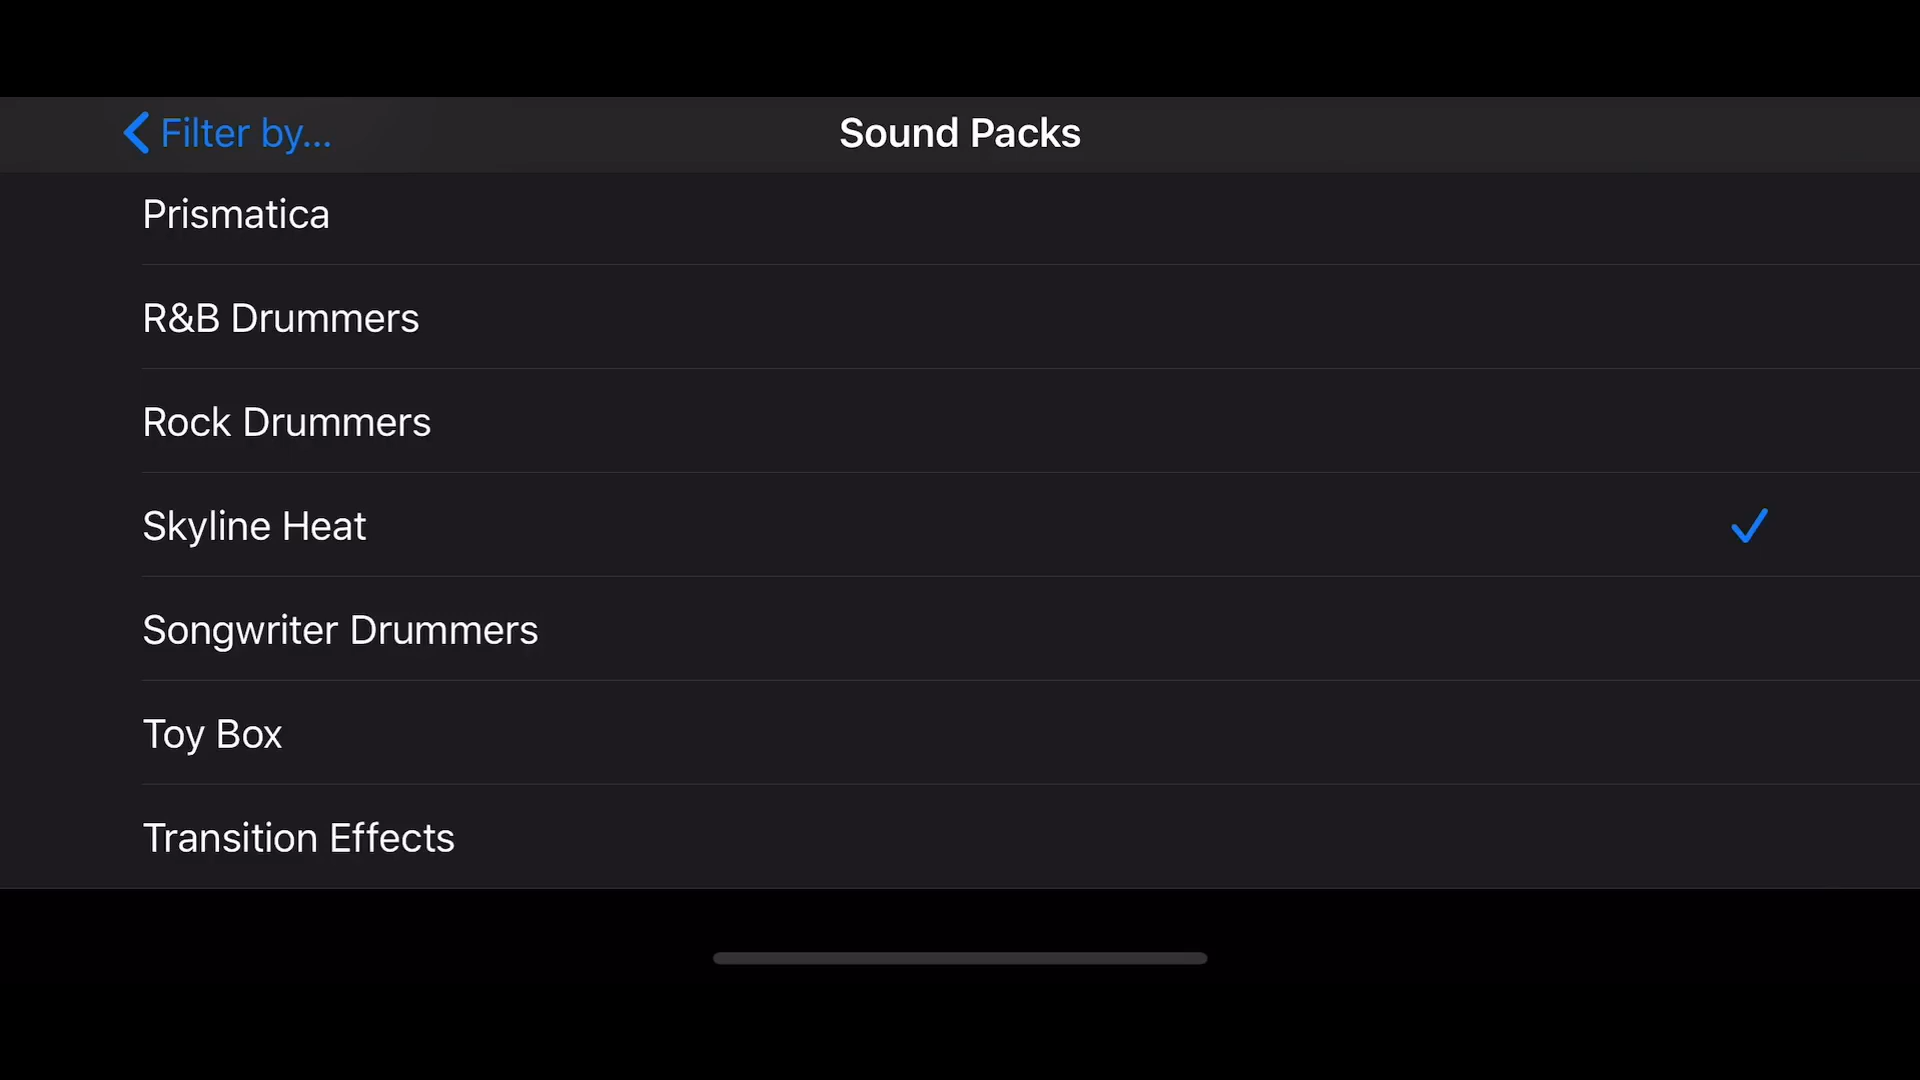 Filter by...
Sound Packs
Prismatica
R&B Drummers
Rock Drummers
Skyline Heat
Songwriter Drummers
Toy Box
Transition Effects